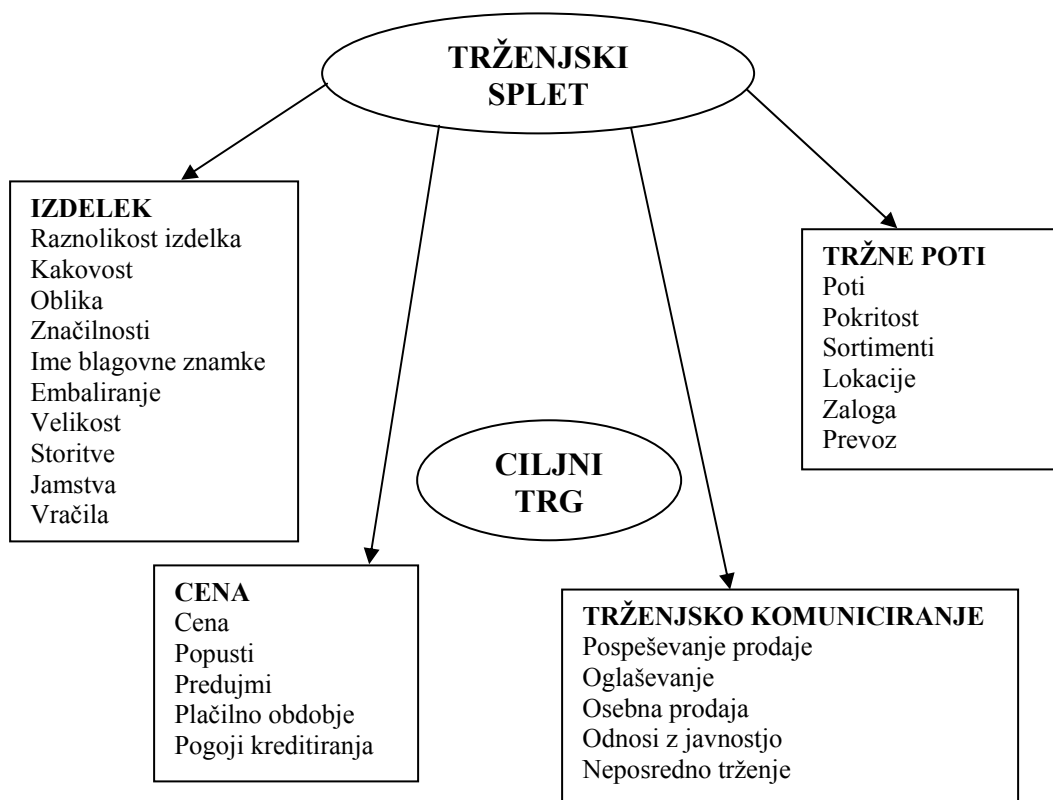 TRŽENJSKI
SPLET
IZDELEK
Raznolikost izdelka
Kakovost
Oblika
Značilnosti
Ime blagovne znamke
Embaliranje
Velikost
Storitve
Jamstva
Vračila
TRŽNE POTI
Poti
Pokritost
Sortimenti
Lokacije
Zaloga
Prevoz
CILJNI
TRG
CENA
Cena
Popusti
Predujmi
Plačilno obdobje
Pogoji kreditiranja
TRŽENJSKO KOMUNICIRANJE
Pospeševanje prodaje
Oglaševanje
Osebna prodaja
Odnosi z javnostjo
Neposredno trženje